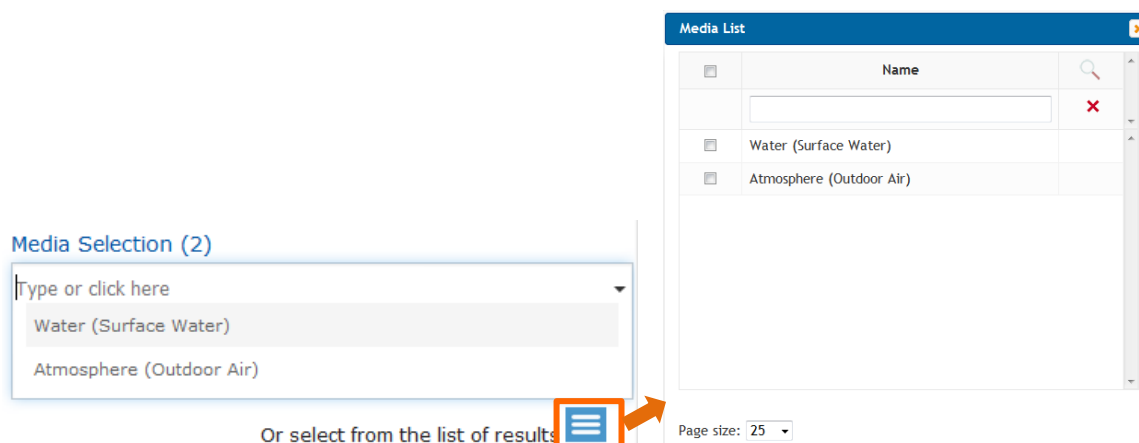 Media Selection (2)
Type or click here
Water (Surface Water)
Atmosphere (Outdoor Air)
Or select from the list of results
Media List
Name
Water (Surface Water)
Atmosphere (Outdoor Air)
Page size: 25